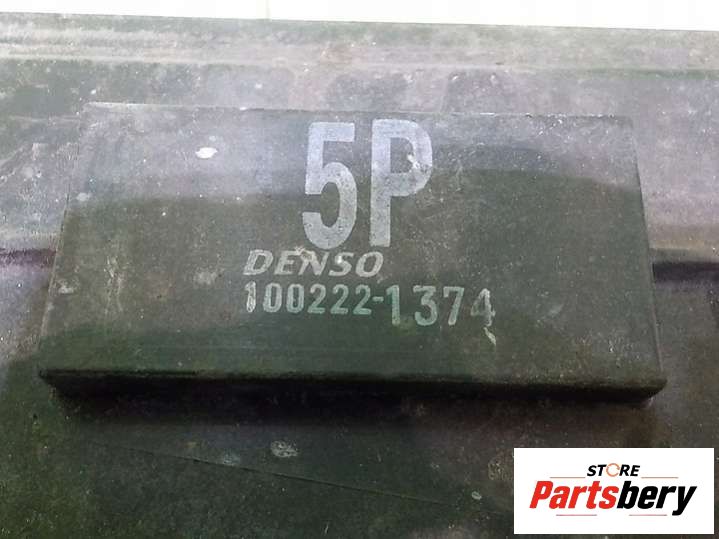 5P
DENSO
100222-1374
STORE
Partsbery